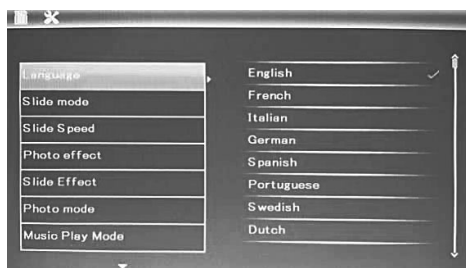 Language
Slide mode
Slide Speed
Photo effect
Slide Effect
Photo mode
Music Play Mode
English
French
Italian
German
Spanish
Portuguese
Swedish
Dutch